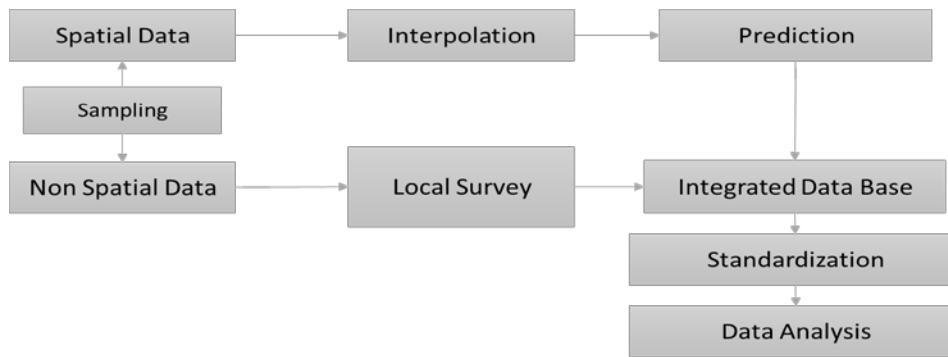 Spatial Data
Interpolation
Prediction
Sampling
Non Spatial Data
Local Survey
Integrated Data Base
Standardization
Data Analysis